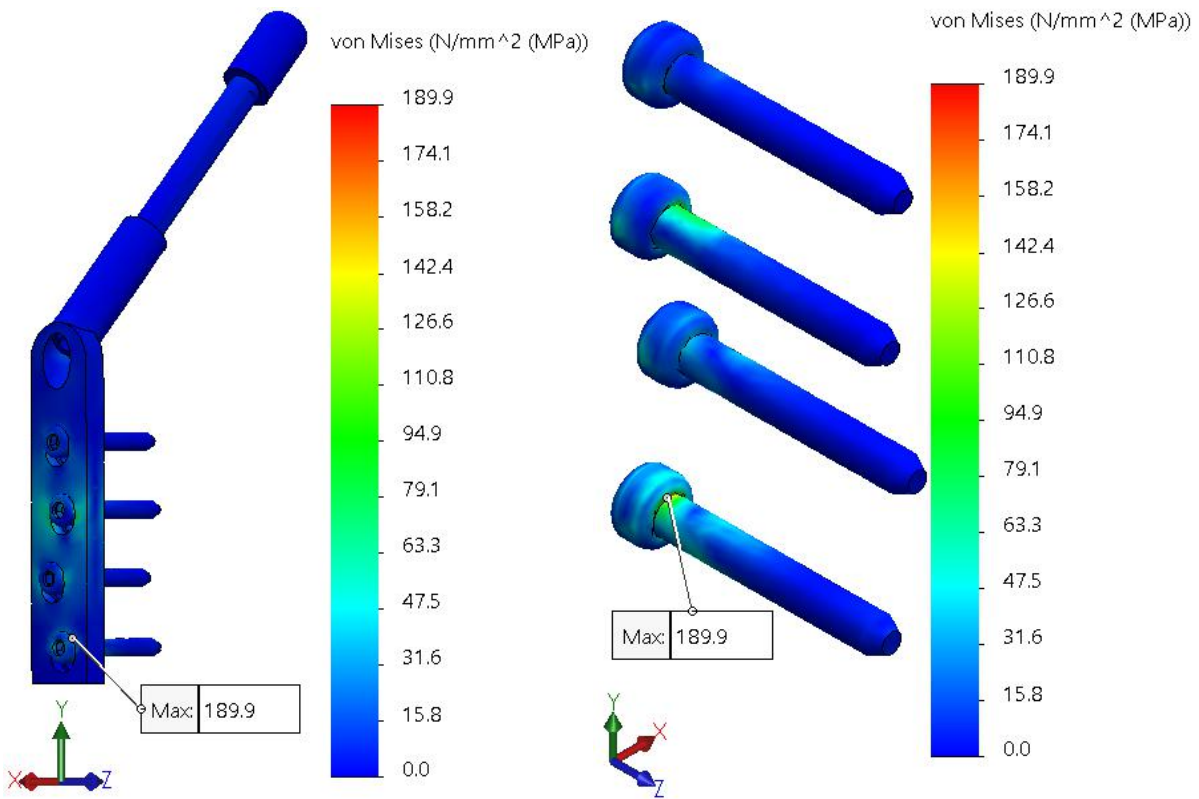 von Mises (N/mm^2 (MPa))
189.9
174.1
158.2
142.4
126.6
110.8
94.9
79.1
63.3
47.5
31.6
15.8
0.0
Max: 189.9
Y
X
Z
von Mises (N/mm^2 (MPa))
189.9
174.1
158.2
142.4
126.6
110.8
94.9
79.1
63.3
47.5
31.6
15.8
0.0
Max: 189.9
Y
X
Z